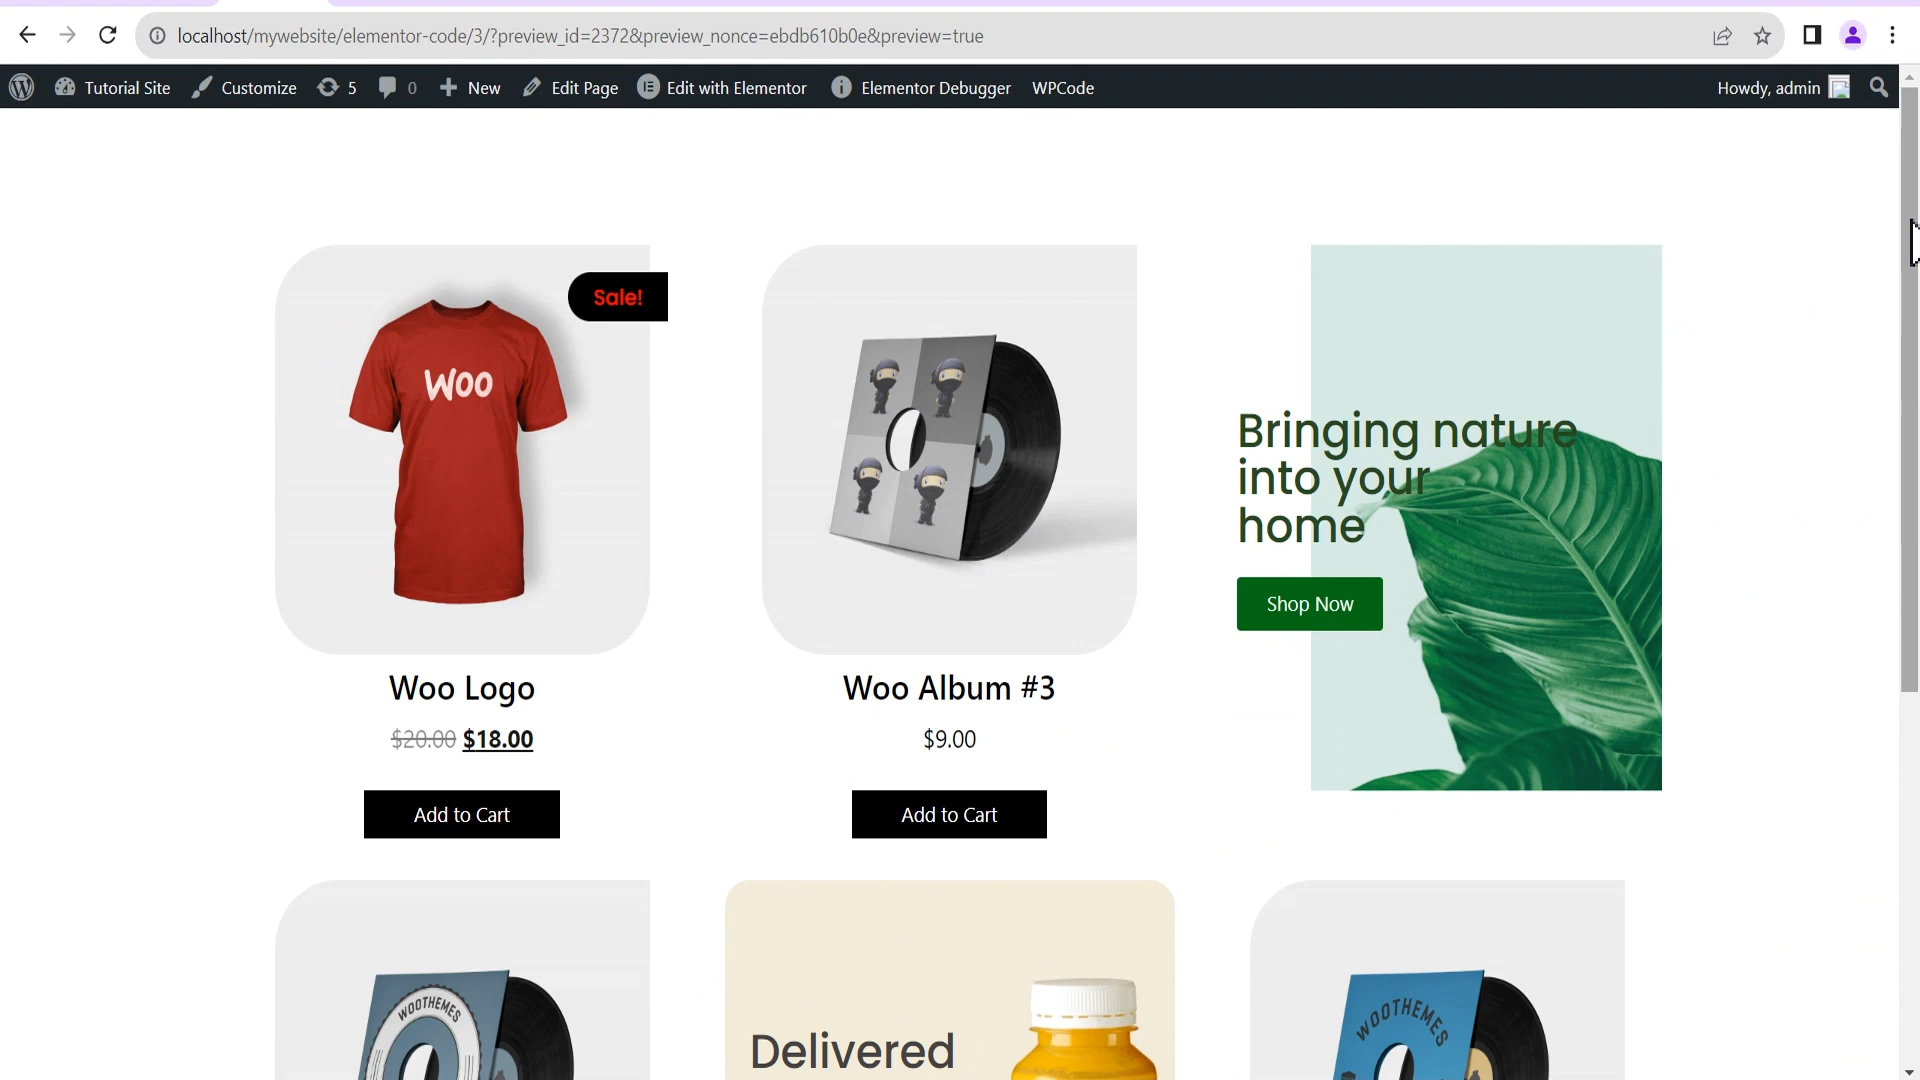 localhost/mywebsite/elementor-code/3/?preview_id=2372&preview_nonce=ebdb610b0e&preview=true
Tutorial Site Customize 5 0 New Edit Page Edit with Elementor Elementor Debugger WPCode Howdy, admin
Sale!
WOO
Bringing nature
into your
home
Shop Now
Woo Logo
$20.00 $18.00
Add to Cart
Woo Album #3
$9.00
Add to Cart
WOOTHEMES
Delivered
WOOTHEMES